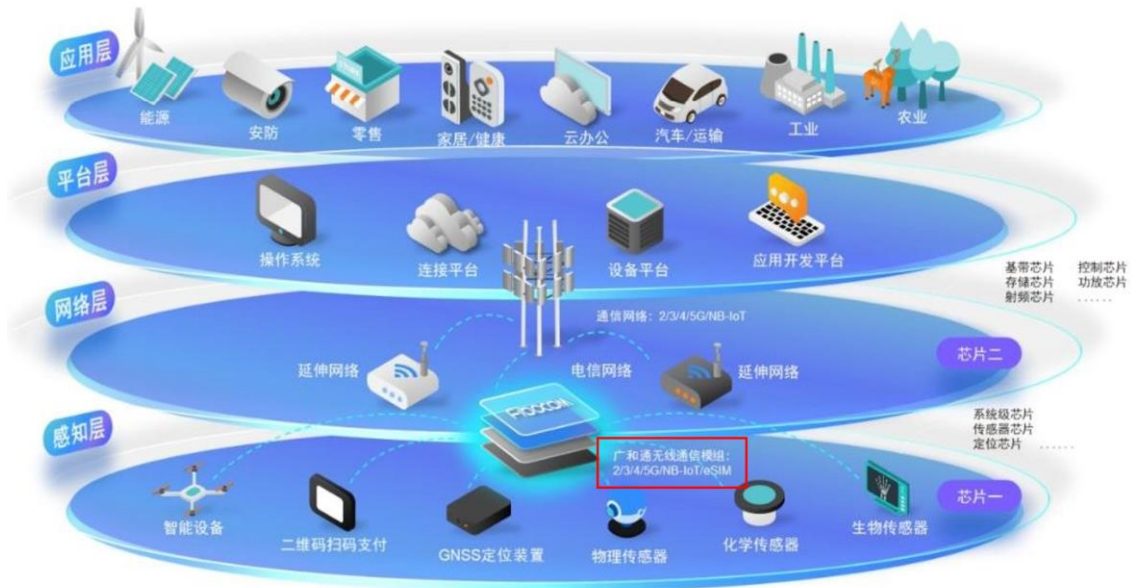 应用层
能源
安防
零售
家居/健康
云办公
汽车/运输
工业
农业
平台层
操作系统
连接平台
设备平台
应用开发平台
基带芯片 控制芯片
存储芯片 功放芯片
射频芯片 ......
网络层
通信网络：2/3/4/5G/NB-IoT
延伸网络
电信网络
延伸网络
芯片二
系统级芯片
传感器芯片
定位芯片 ......
感知层
FIBOCOM
广和通无线通信模组：
2/3/4/5G/NB-IoT/eSIM
芯片一
智能设备
二维码扫码支付
GNSS定位装置
物理传感器
化学传感器
生物传感器